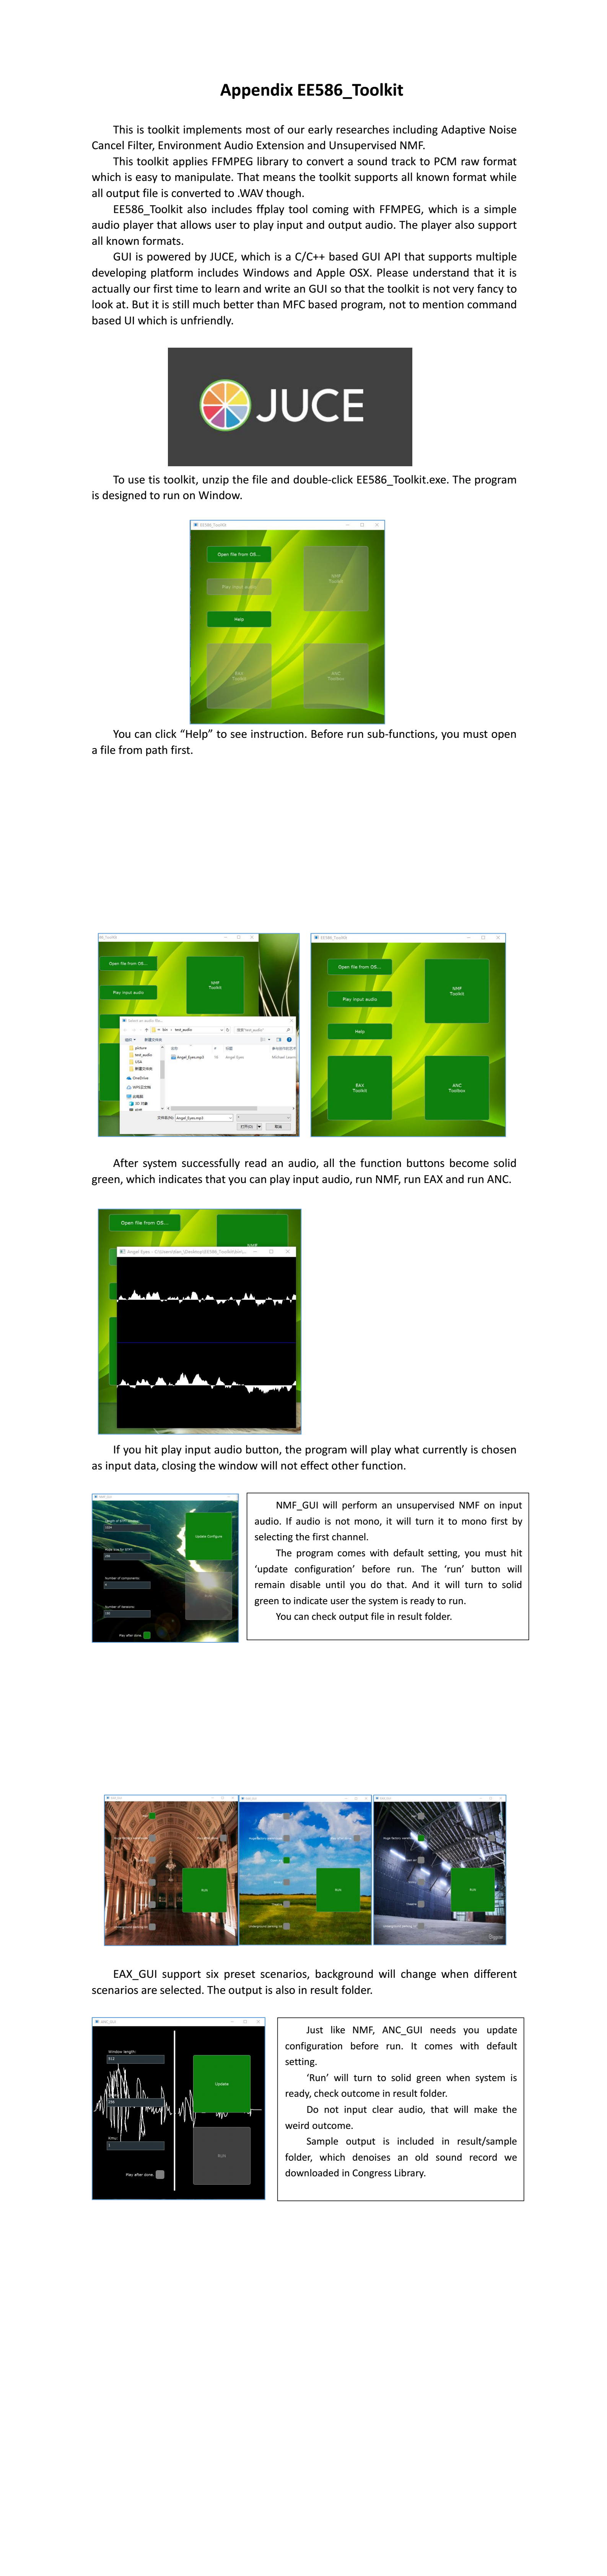 Appendix EE586_Toolkit
This is toolkit implements most of our early researches including Adaptive Noise
Cancel Filter, Environment Audio Extension and Unsupervised NMF.
This toolkit applies FFMPEG library to convert a sound track to PCM raw format
which is easy to manipulate. That means the toolkit supports all known format while
all output file is converted to .WAV though.
EE586_Toolkit also includes ffplay tool coming with FFMPEG, which is a simple
audio player that allows user to play input and output audio. The player also support
all known formats.
GUI is powered by JUCE, which is a C/C++ based GUI API that supports multiple
developing platform includes Windows and Apple OSX. Please understand that it is
actually our first time to learn and write an GUI so that the toolkit is not very fancy to
look at. But it is still much better than MFC based program, not to mention command
based UI which is unfriendly.
JUCE
To use tis toolkit, unzip the file and double-click EE586_Toolkit.exe. The program
is designed to run on Window.
EE586_Toolkit
Open file from OS...
NMF
Toolkit
Play input audio
Help
EAX
Toolkit
ANC
Toolbox
You can click “Help” to see instruction. Before run sub-functions, you must open
a file from path first.
Open file from OS...
NMF
Toolkit
Play input audio
bin
test_audio
picture
test_audio
USA
OneDrive
Angel_Eyes.mp3
Angel Eyes
Angel_Eyes.mp3
EE586_Toolkit
Open file from OS...
NMF
Toolkit
Play input audio
Help
EAX
Toolkit
ANC
Toolbox
After system successfully read an audio, all the function buttons become solid
green, which indicates that you can play input audio, run NMF, run EAX and run ANC.
Open file from OS...
If you hit play input audio button, the program will play what currently is chosen
as input data, closing the window will not effect other function.
Update Configure
Number of components
Play after done
NMF_GUI will perform an unsupervised NMF on input
audio. If audio is not mono, it will turn it to mono first by
selecting the first channel.
The program comes with default setting, you must hit
‘update configuration’ before run. The ‘run’ button will
remain disable until you do that. And it will turn to solid
green to indicate user the system is ready to run.
You can check output file in result folder.
RUN
RUN
RUN
EAX_GUI support six preset scenarios, background will change when different
scenarios are selected. The output is also in result folder.
ANC_GUI
Window length:
512
Update
RUN
Play after done
Just like NMF, ANC_GUI needs you update
configuration before run. It comes with default
setting.
‘Run’ will turn to solid green when system is
ready, check outcome in result folder.
Do not input clear audio, that will make the
weird outcome.
Sample output is included in result/sample
folder, which denoises an old sound record we
downloaded in Congress Library.